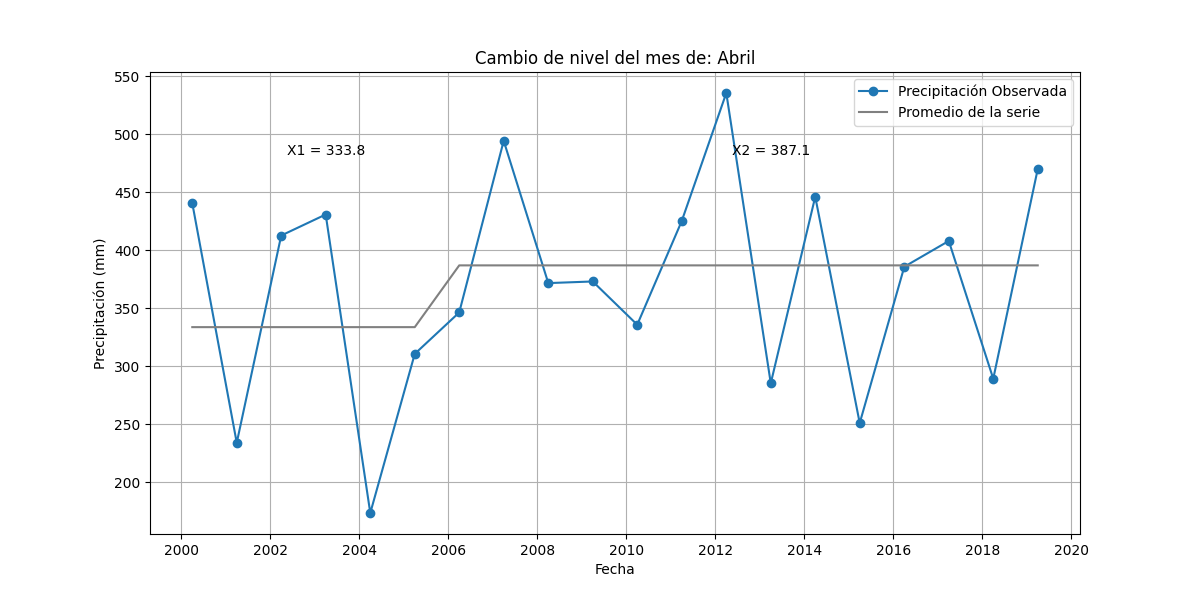 Cambio de nivel del mes de: Abril
Precipitación Observada
Promedio de la serie
X1 = 333.8
X2 = 387.1
Precipitación (mm)
550
500
450
400
350
300
250
200
2000 2002 2004 2006 2008 2010 2012 2014 2016 2018 2020
Fecha